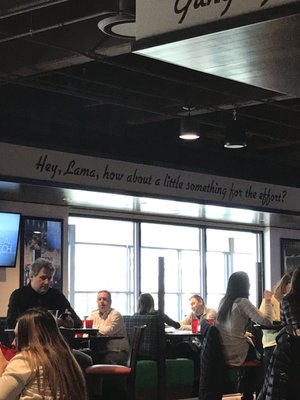 Hey, Lama, how about a little something for the effort?